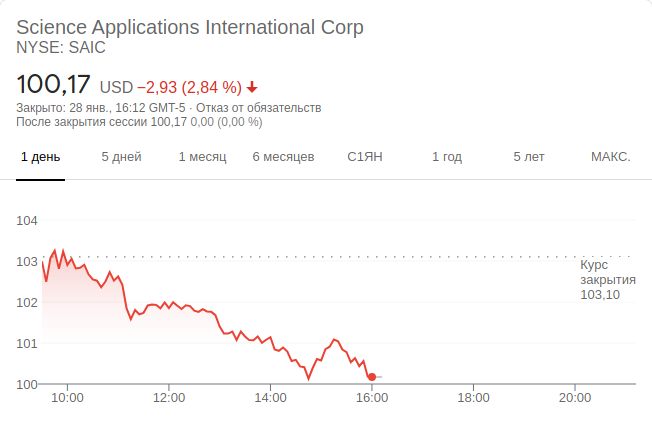 Science Applications International Corp
NYSE: SAIC
100,17 USD −2,93 (2,84 %)
Закрыто: 28 янв., 16:12 GMT-5 · Отказ от обязательств
После закрытия сессии 100,17 0,00 (0,00 %)
1 день 5 дней 1 месяц 6 месяцев С1ЯН 1 год 5 лет МАКС.
104
103
Курс
закрытия
103,10
102
101
100
10:00 12:00 14:00 16:00 18:00 20:00